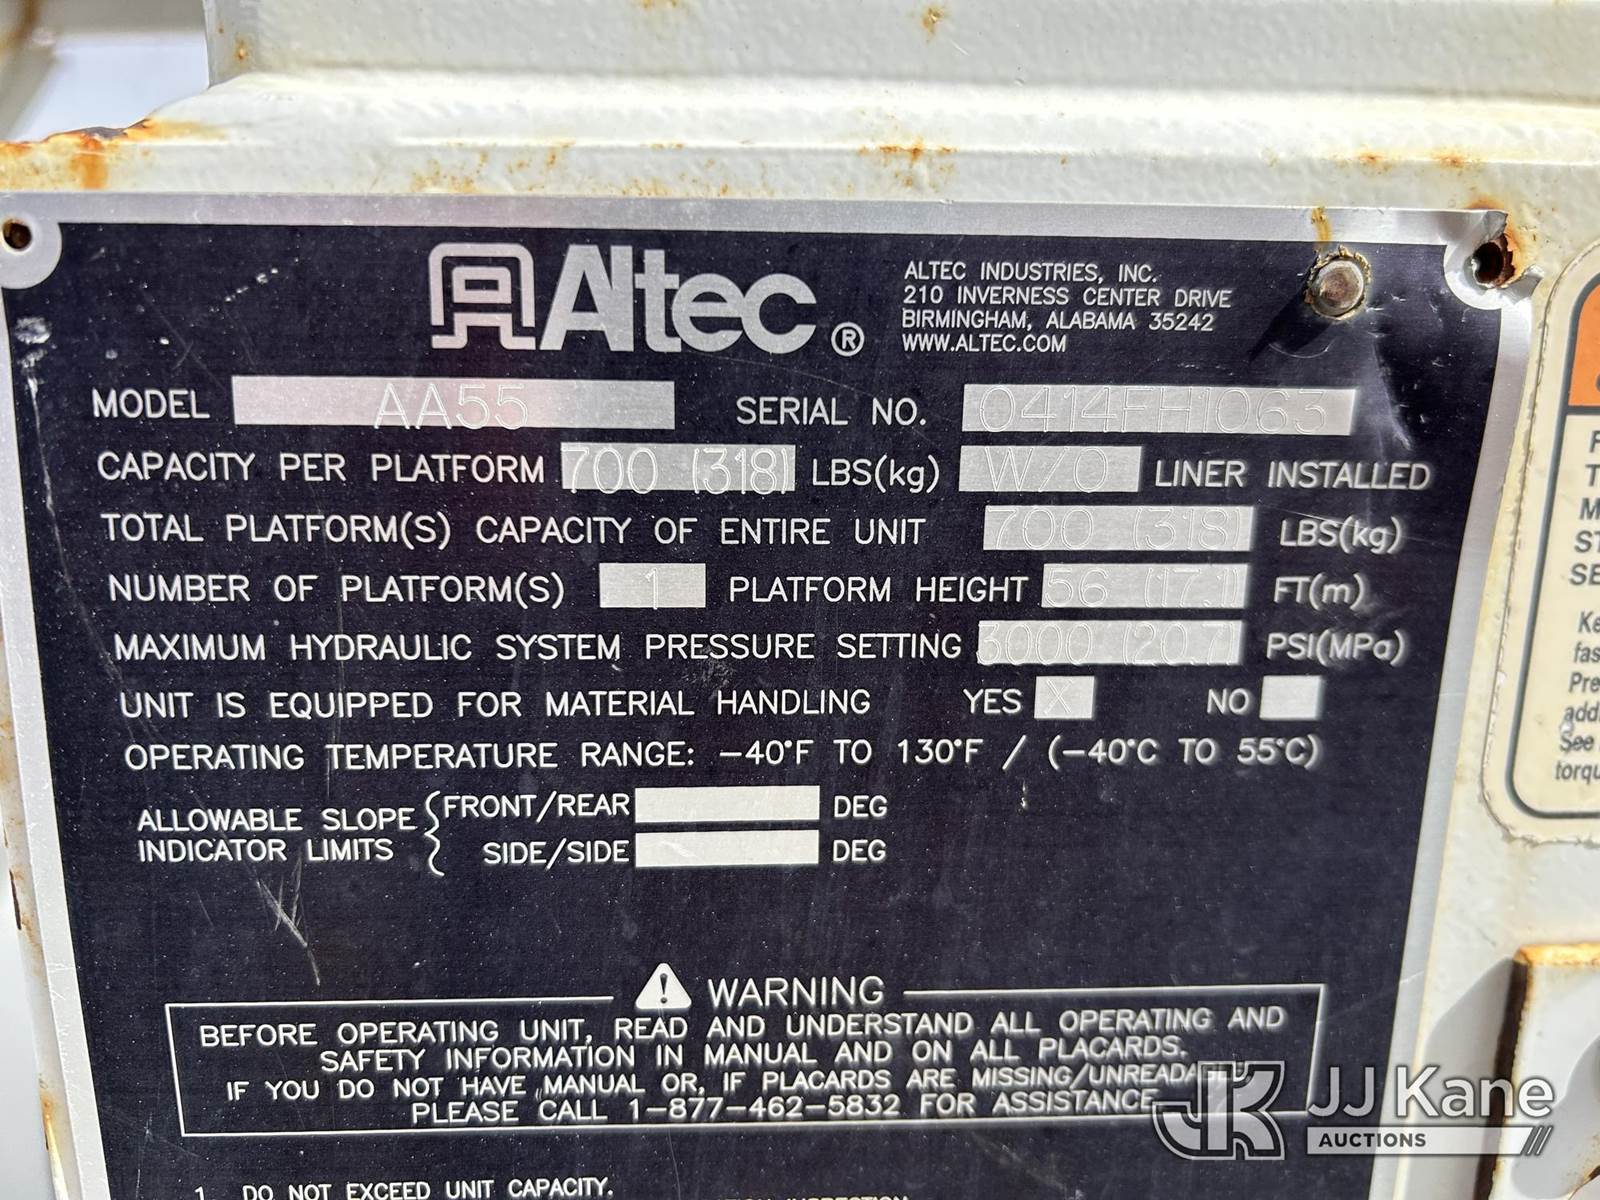 Altec®
ALTEC INDUSTRIES, INC.
210 INVERNESS CENTER DRIVE
BIRMINGHAM, ALABAMA 35242
WWW.ALTEC.COM
MODEL AA55 SERIAL NO. 0414FH1063
CAPACITY PER PLATFORM 700 (318) LBS(kg) W/O LINER INSTALLED
TOTAL PLATFORM(S) CAPACITY OF ENTIRE UNIT 700 (318) LBS(kg)
NUMBER OF PLATFORM(S) 1 PLATFORM HEIGHT 56 (17.1) FT(m)
MAXIMUM HYDRAULIC SYSTEM PRESSURE SETTING 3000 (20.7) PSI(MPa)
UNIT IS EQUIPPED FOR MATERIAL HANDLING YES X NO
OPERATING TEMPERATURE RANGE: -40°F TO 130°F / (-40°C TO 55°C)
ALLOWABLE SLOPE INDICATOR LIMITS
FRONT/REAR DEG
SIDE/SIDE DEG
⚠ WARNING
BEFORE OPERATING UNIT, READ AND UNDERSTAND ALL OPERATING AND
SAFETY INFORMATION IN MANUAL AND ON ALL PLACARDS.
IF YOU DO NOT HAVE MANUAL OR, IF PLACARDS ARE MISSING/UNREADABLE
PLEASE CALL 1-877-462-5832 FOR ASSISTANCE
1. DO NOT EXCEED UNIT CAPACITY.
See
JJ Kane
AUCTIONS